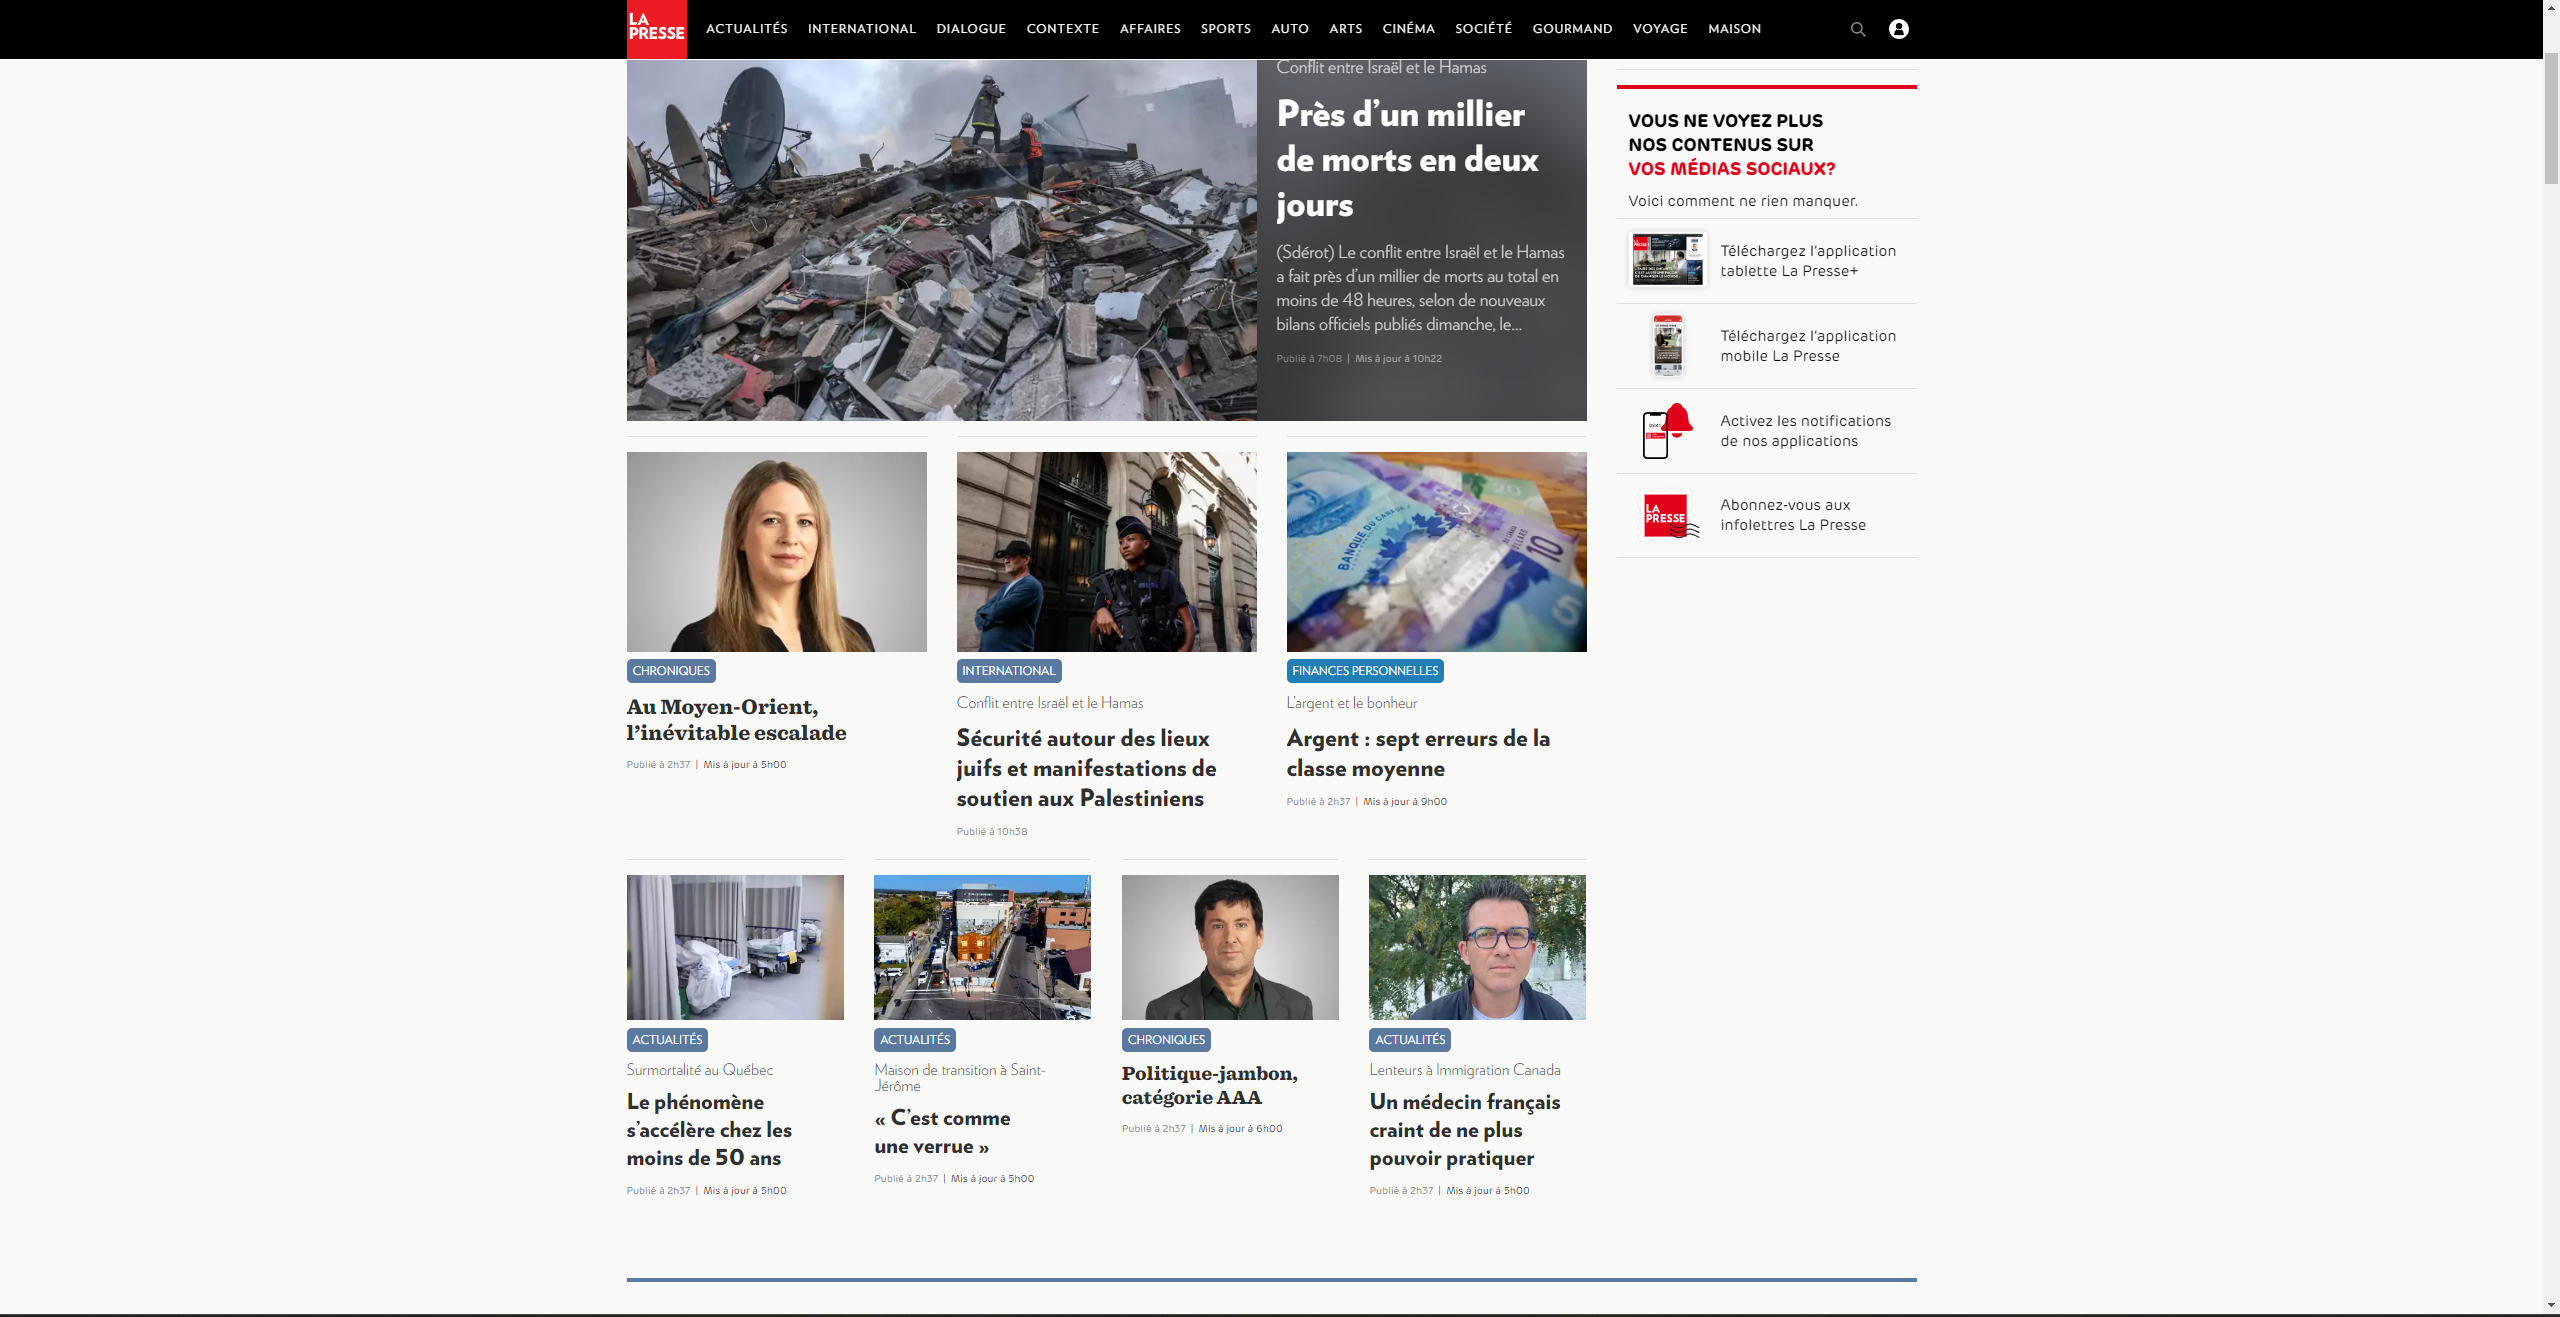 LA
PRESSE
ACTUALITÉS INTERNATIONAL DIALOGUE CONTEXTE AFFAIRES SPORTS AUTO ARTS CINÉMA SOCIÉTÉ GOURMAND VOYAGE MAISON
Conflit entre Israël et le Hamas
Près d’un millier
de morts en deux
jours
(Sdérot) Le conflit entre Israël et le Hamas
a fait près d’un millier de morts au total en
moins de 48 heures, selon de nouveaux
bilans officiels publiés dimanche, le...
Publié à 7h08 | Mis à jour à 10h22
VOUS NE VOYEZ PLUS
NOS CONTENUS SUR
VOS MÉDIAS SOCIAUX?
Voici comment ne rien manquer.
Téléchargez l’application
tablette La Presse+
Téléchargez l’application
mobile La Presse
Activez les notifications
de nos applications
LA
PRESSE
Abonnez-vous aux
infolettres La Presse
BANQUE DU CANADA
10
20
5
CHRONIQUES
Au Moyen-Orient,
l’inévitable escalade
Publié à 2h37 | Mis à jour à 5h00
INTERNATIONAL
Conflit entre Israël et le Hamas
Sécurité autour des lieux
juifs et manifestations de
soutien aux Palestiniens
Publié à 10h38
FINANCES PERSONNELLES
L’argent et le bonheur
Argent : sept erreurs de la
classe moyenne
Publié à 2h37 | Mis à jour à 9h00
ACTUALITÉS
Surmortalité au Québec
Le phénomène
s’accélère chez les
moins de 50 ans
Publié à 2h37 | Mis à jour à 5h00
ACTUALITÉS
Maison de transition à Saint-
Jérôme
« C’est comme
une verrue »
Publié à 2h37 | Mis à jour à 5h00
CHRONIQUES
Politique-jambon,
catégorie AAA
Publié à 2h37 | Mis à jour à 6h00
ACTUALITÉS
Lenteurs à Immigration Canada
Un médecin français
craint de ne plus
pouvoir pratiquer
Publié à 2h37 | Mis à jour à 5h00